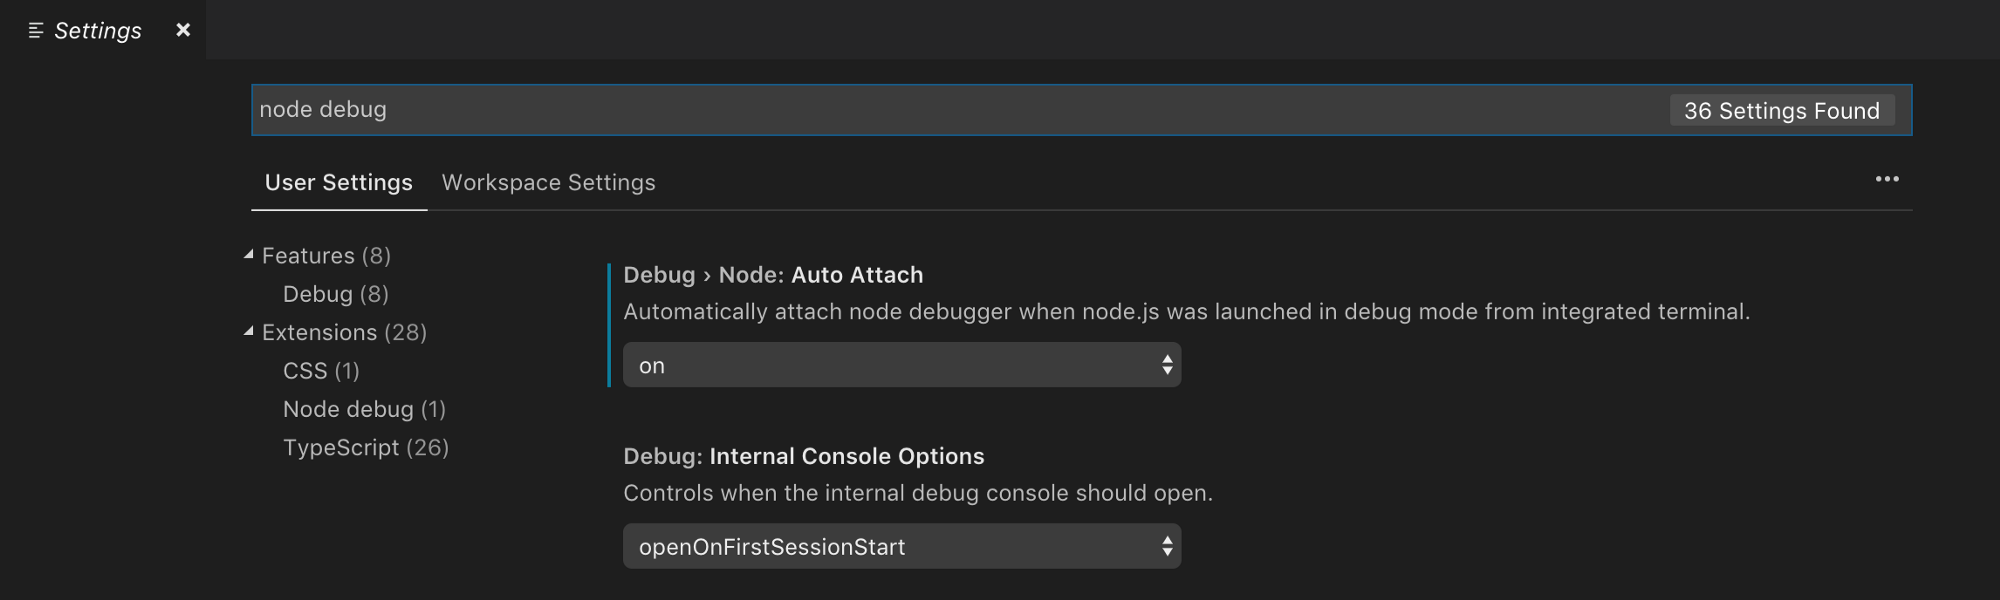 Settings
node debug
36 Settings Found
User Settings
Workspace Settings
Features (8)
Debug (8)
Extensions (28)
CSS (1)
Node debug (1)
TypeScript (26)
Debug › Node: Auto Attach
Automatically attach node debugger when node.js was launched in debug mode from integrated terminal.
on
Debug: Internal Console Options
Controls when the internal debug console should open.
openOnFirstSessionStart